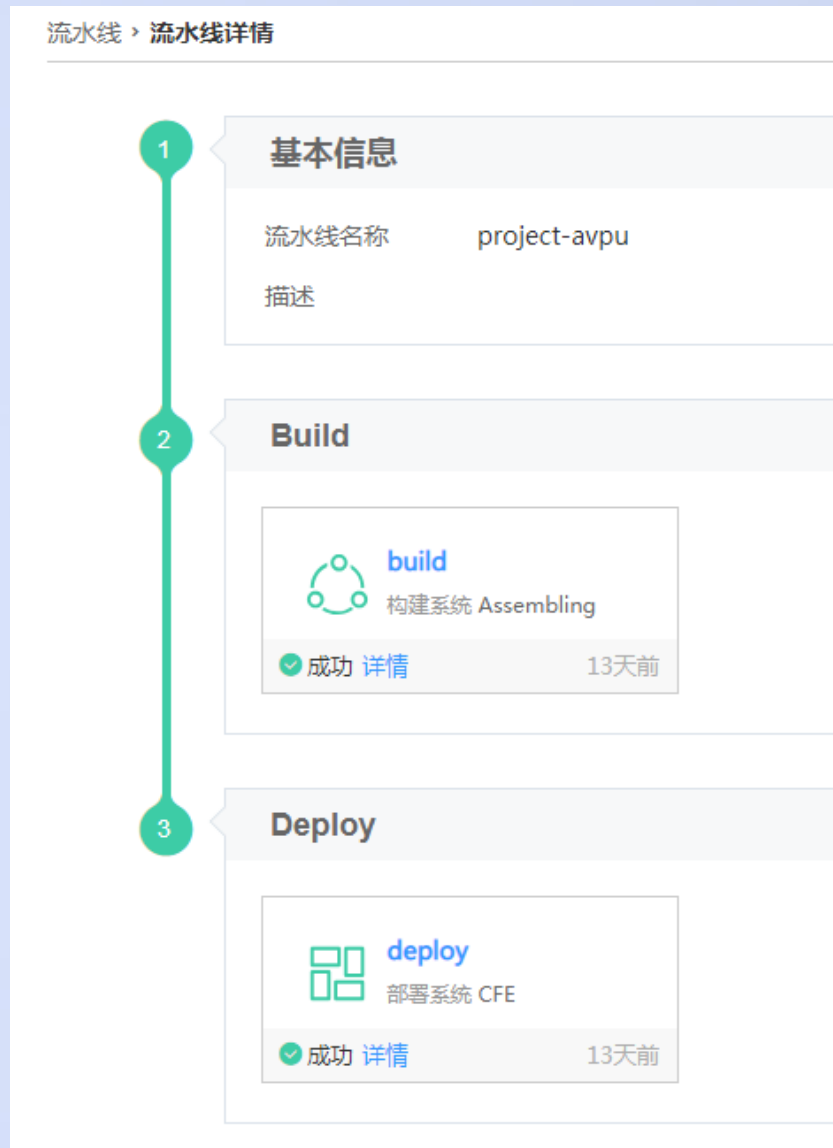 流水线 › 流水线详情
1
基本信息
流水线名称 project-avpu
描述
2
Build
build
构建系统 Assembling
成功 详情 13天前
3
Deploy
deploy
部署系统 CFE
成功 详情 13天前